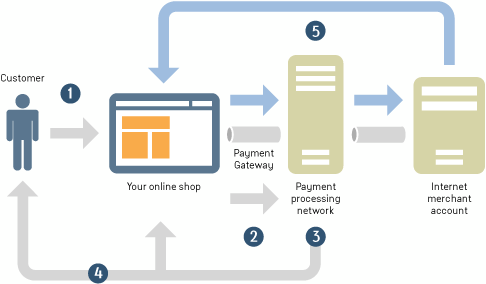 5
Customer
1
Payment
Gateway
Your online shop
Payment
processing
network
Internet
merchant
account
2
3
4